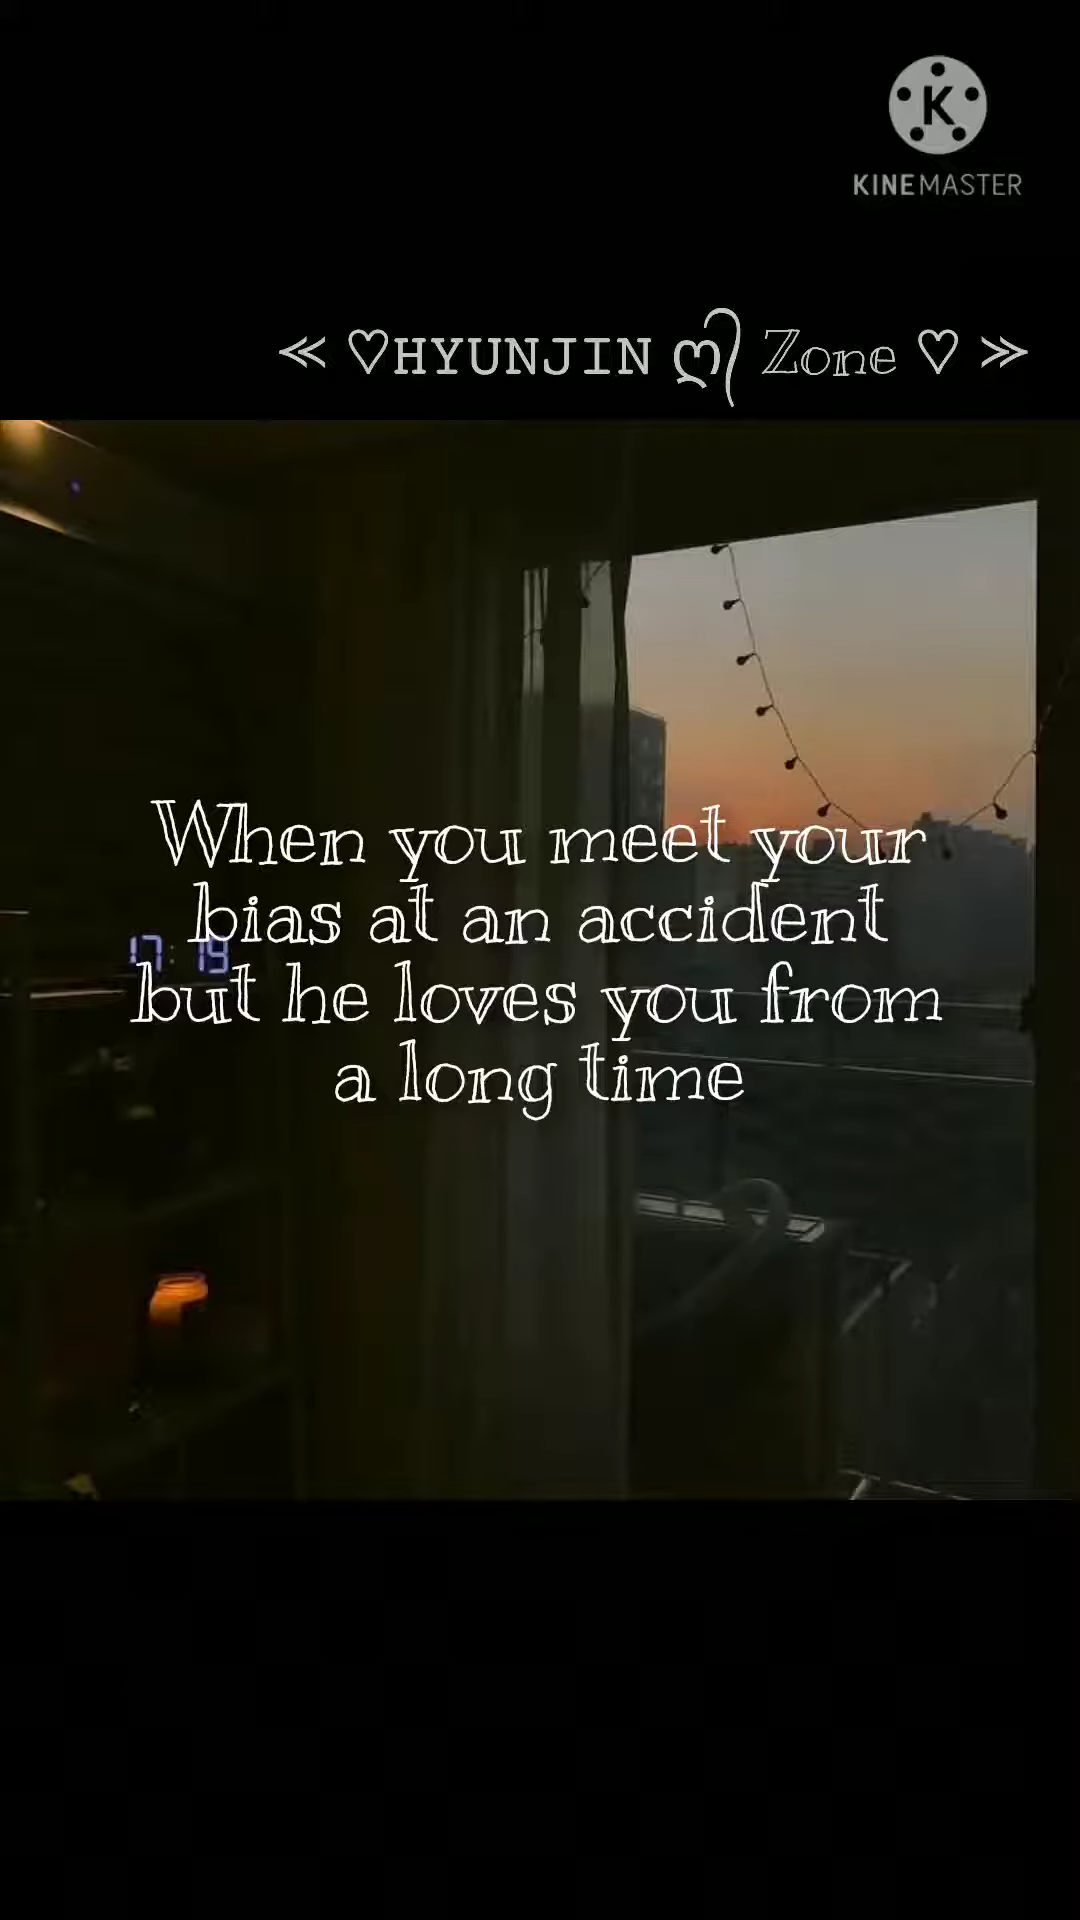 K
KINEMASTER
≪ ♡HYUNJIN ღ᭄ Zone ♡ ≫
When you meet your
bias at an accident
17:19
but he loves you from
a long time